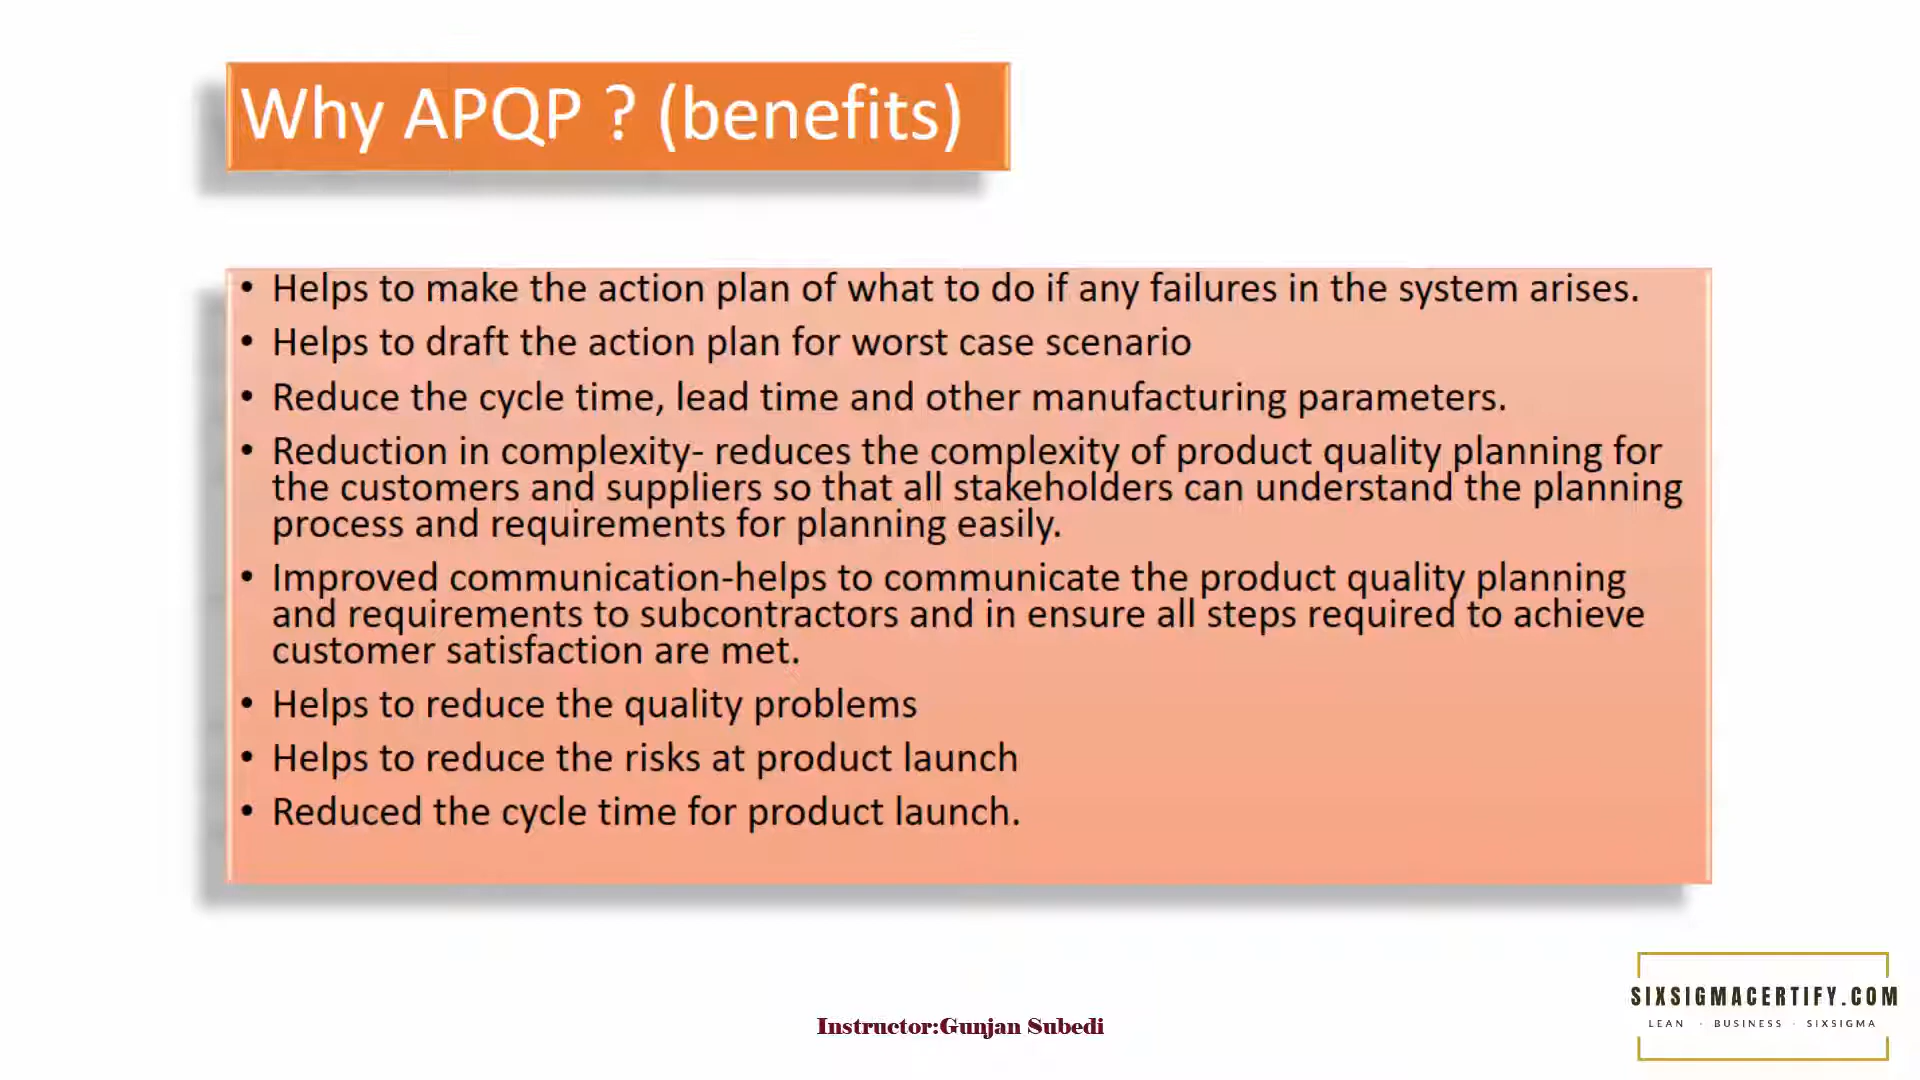 Why APQP ? (benefits)
• Helps to make the action plan of what to do if any failures in the system arises.
• Helps to draft the action plan for worst case scenario
• Reduce the cycle time, lead time and other manufacturing parameters.
• Reduction in complexity- reduces the complexity of product quality planning for
the customers and suppliers so that all stakeholders can understand the planning
process and requirements for planning easily.
• Improved communication-helps to communicate the product quality planning
and requirements to subcontractors and in ensure all steps required to achieve
customer satisfaction are met.
• Helps to reduce the quality problems
• Helps to reduce the risks at product launch
• Reduced the cycle time for product launch.
Instructor:Gunjan Subedi
SIXSIGMACERTIFY.COM
LEAN · BUSINESS · SIXSIGMA